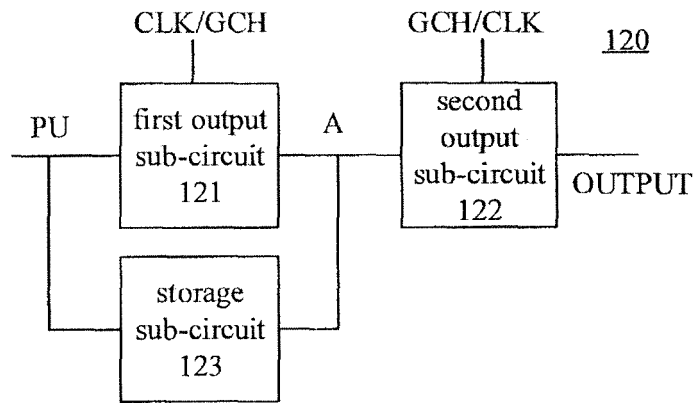 CLK/GCH
GCH/CLK
120
PU
first output
sub-circuit
121
A
second
output
sub-circuit
122
OUTPUT
storage
sub-circuit
123